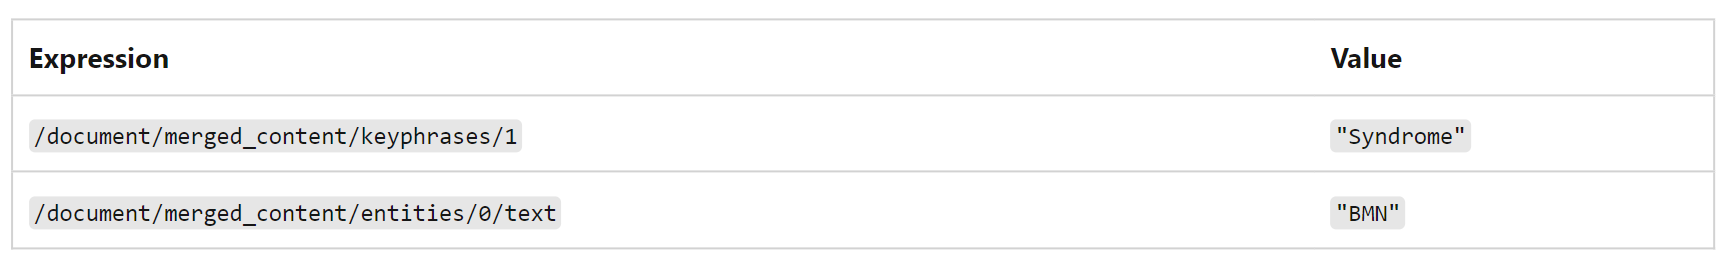 Expression Value
/document/merged_content/keyphrases/1 "Syndrome"
/document/merged_content/entities/0/text "BMN"